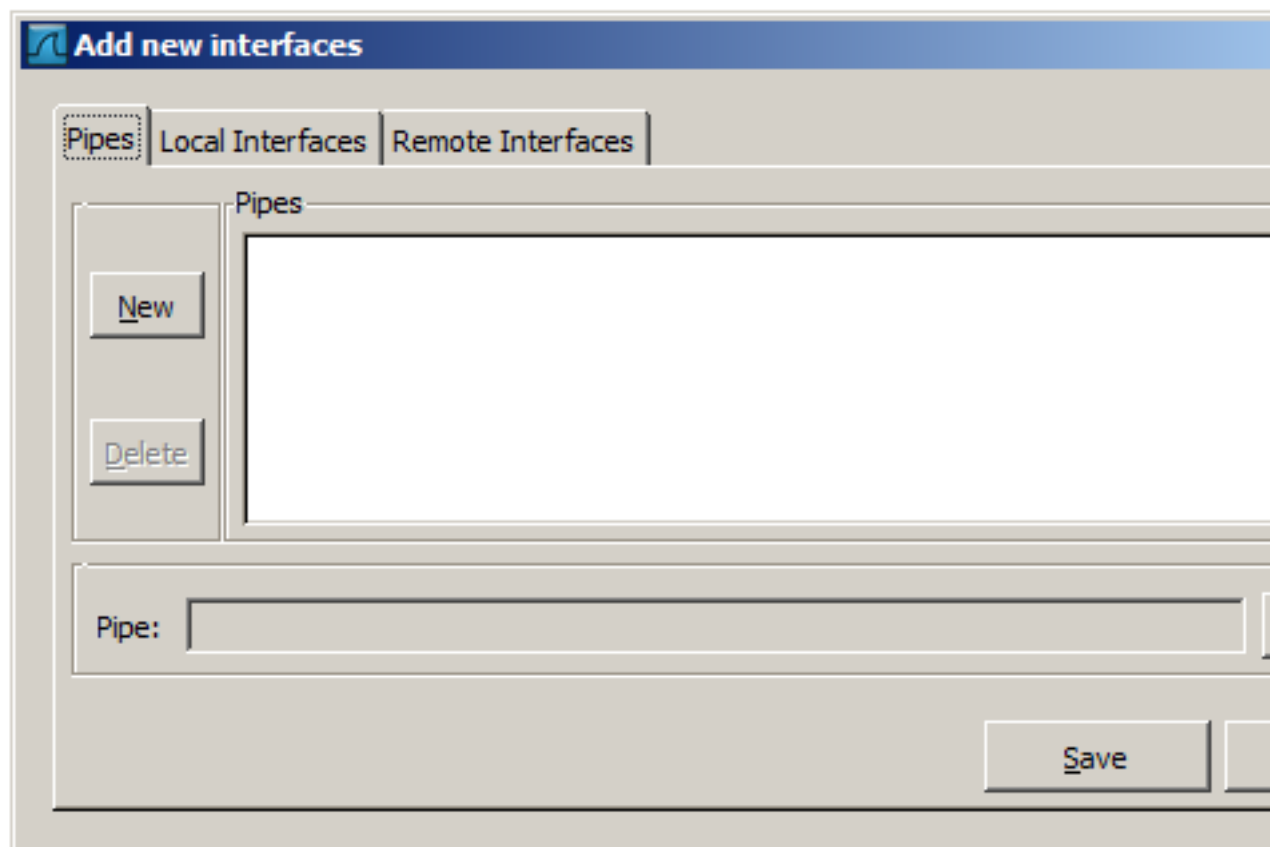 Add new interfaces
Pipes Local Interfaces Remote Interfaces
Pipes
New
Delete
Pipe:
Save